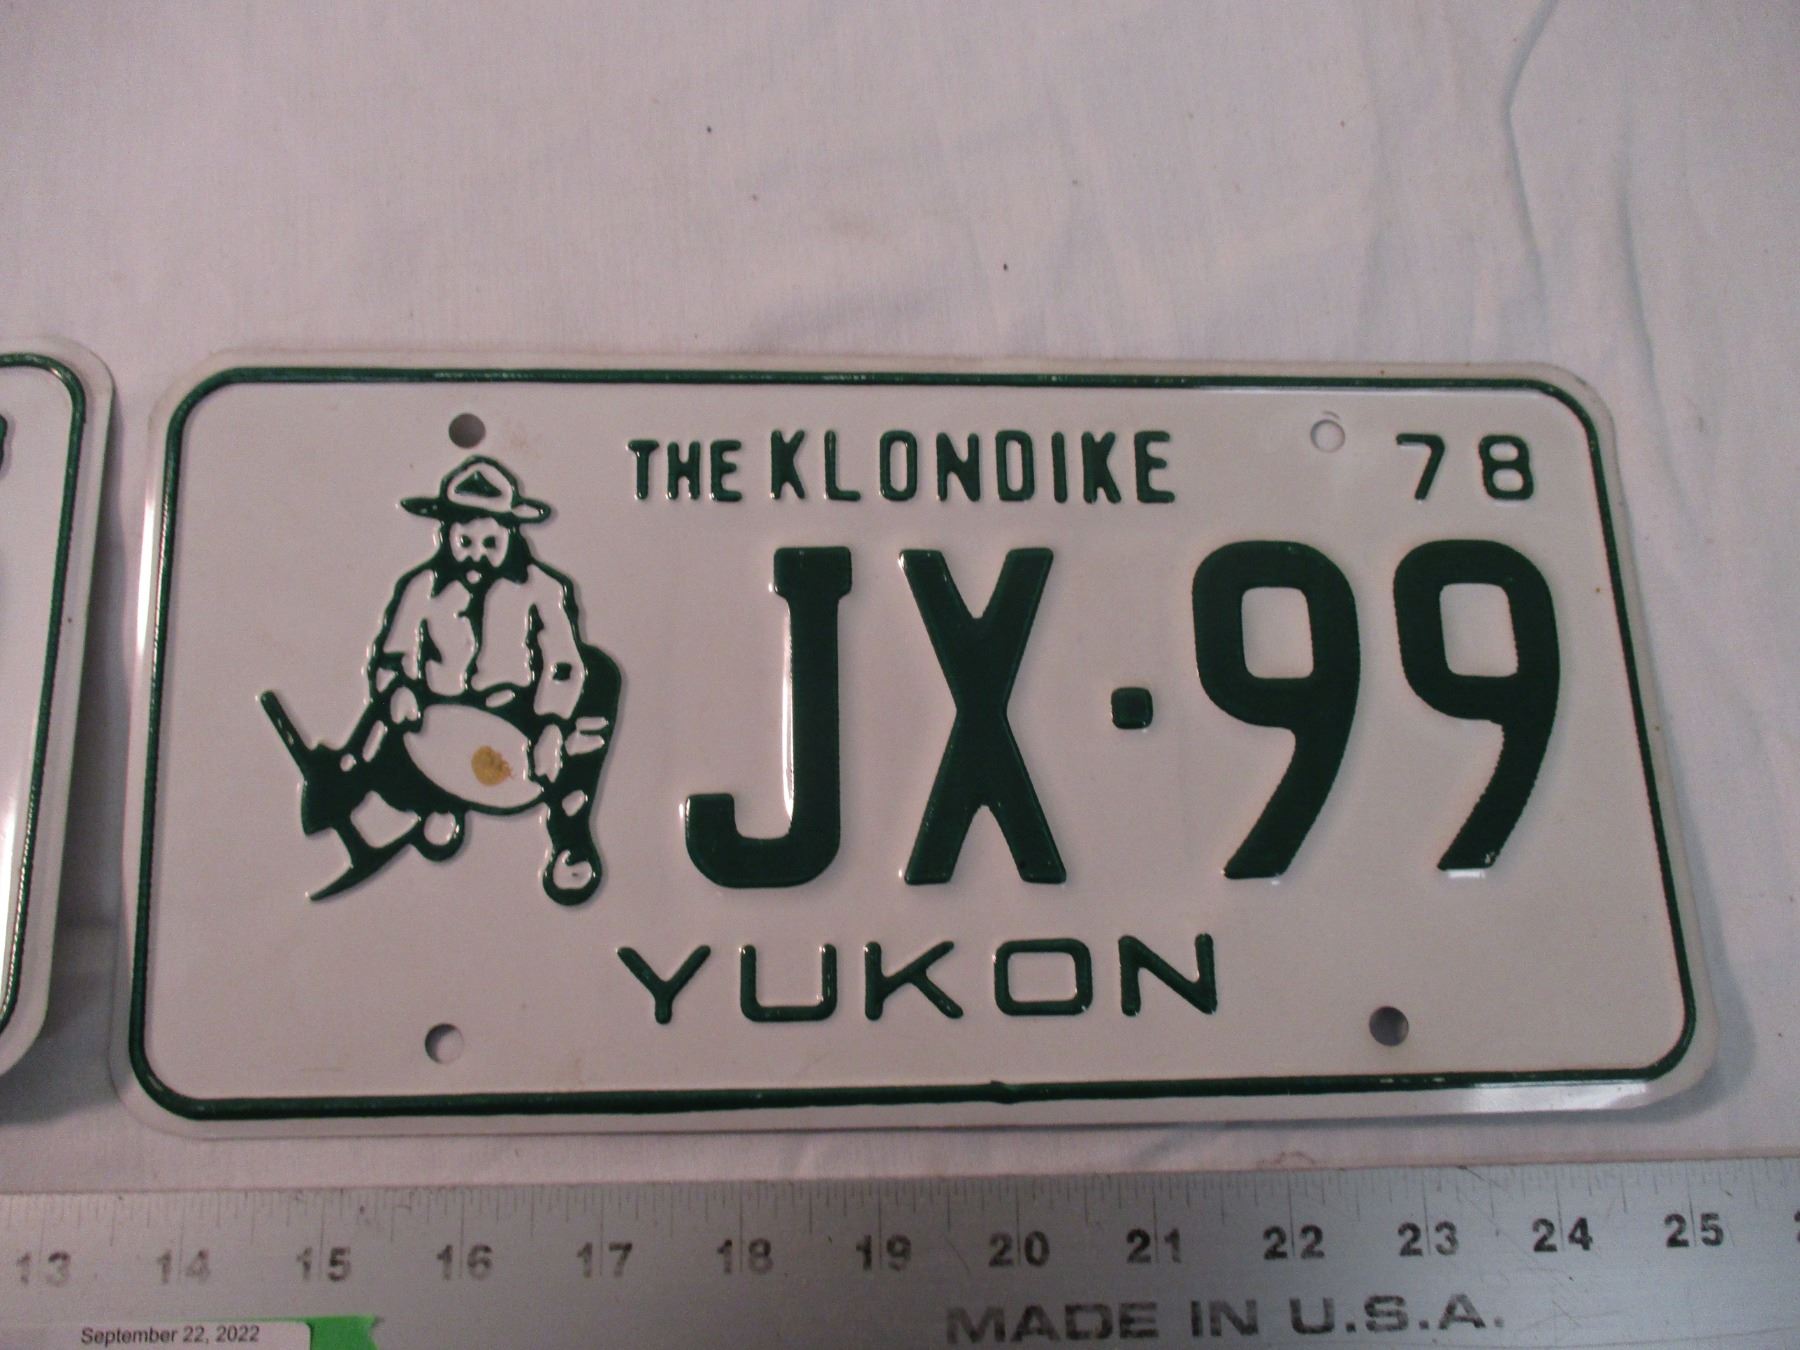 THE KLONDIKE 78
JX·99
YUKON
13 14 15 16 17 18 19 20 21 22 23 24 25
MADE IN U.S.A.
September 22, 2022